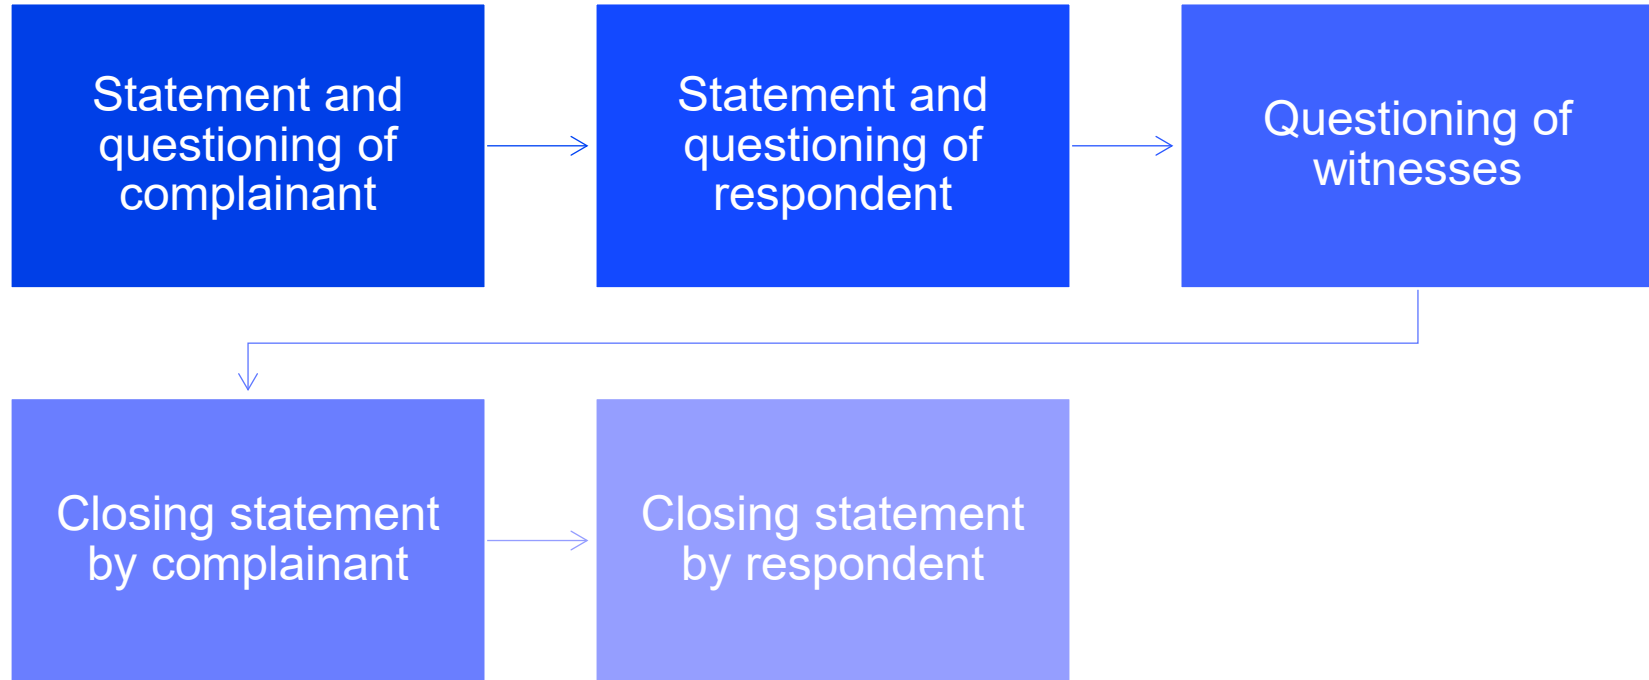 Statement and
questioning of
complainant
Statement and
questioning of
respondent
Questioning of
witnesses
Closing statement
by complainant
Closing statement
by respondent